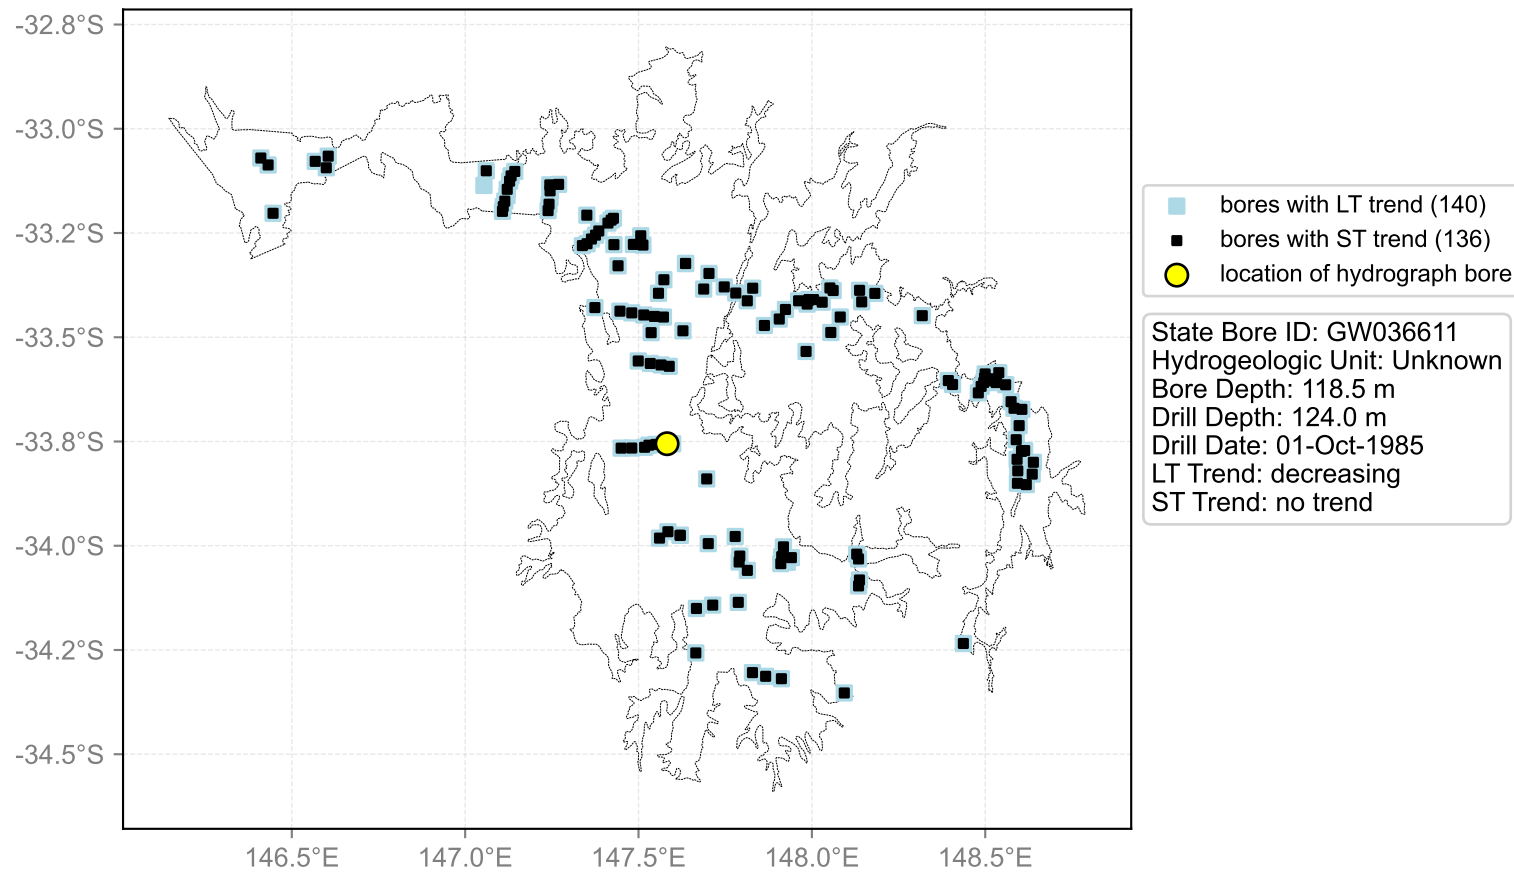 -32.8°S
-33.0°S
-33.2°S
-33.5°S
-33.8°S
-34.0°S
-34.2°S
-34.5°S
146.5°E
147.0°E
147.5°E
148.0°E
148.5°E
bores with LT trend (140)
bores with ST trend (136)
location of hydrograph bore
State Bore ID: GW036611
Hydrogeologic Unit: Unknown
Bore Depth: 118.5 m
Drill Depth: 124.0 m
Drill Date: 01-Oct-1985
LT Trend: decreasing
ST Trend: no trend